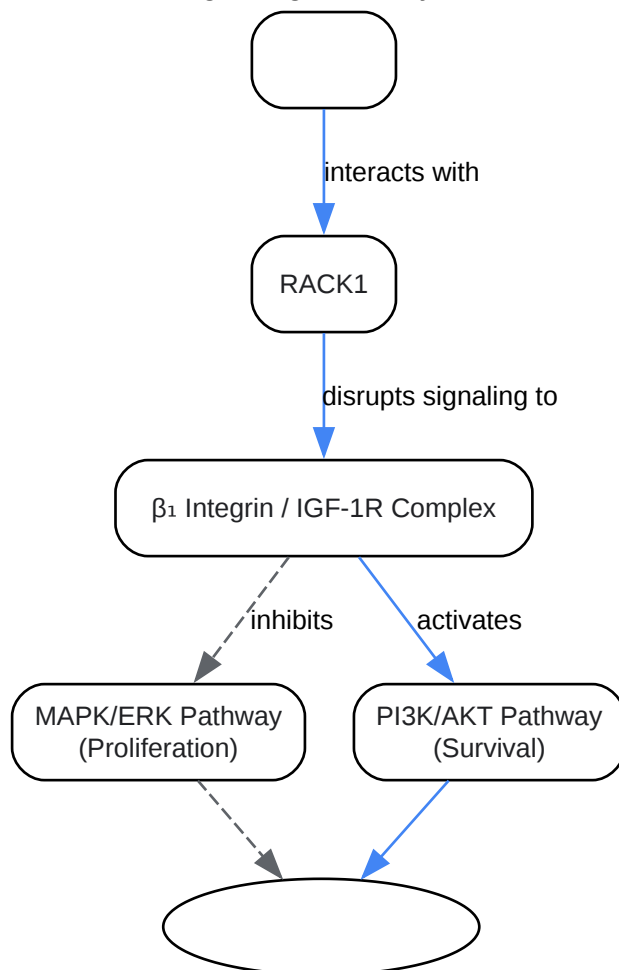 interacts with
RACK1
disrupts signaling to
β₁ Integrin / IGF-1R Complex
inhibits
activates
MAPK/ERK Pathway
(Proliferation)
PI3K/AKT Pathway
(Survival)